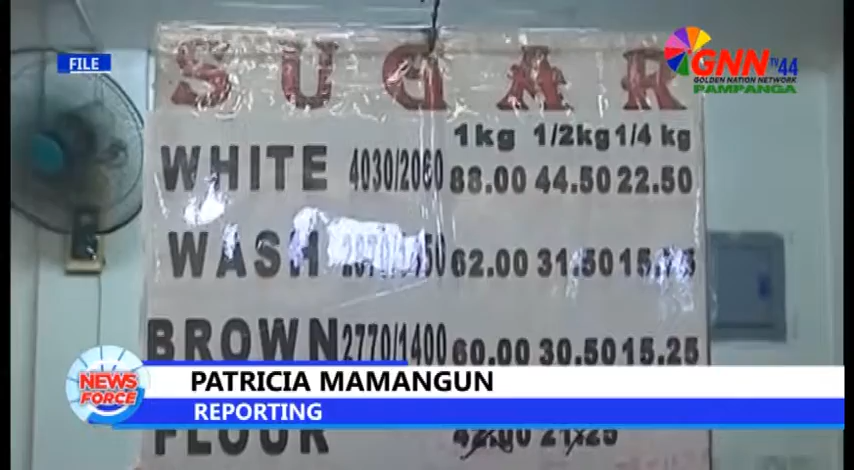 FILE
GNN TV 44
GOLDEN NATION NETWORK
PAMPANGA
SUGAR
1kg 1/2kg 1/4 kg
WHITE 4030/2060 88.00 44.50 22.50
WASH 62.00 31.50
BROWN 2770/1400 60.00 30.50 15.25
FLOUR
NEWS FORCE
PATRICIA MAMANGUN
REPORTING